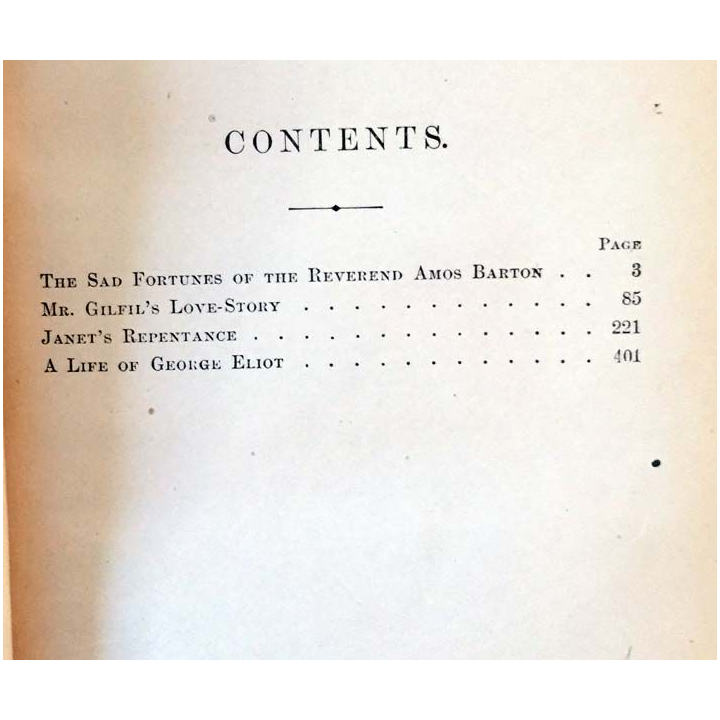 CONTENTS.
PAGE
THE SAD FORTUNES OF THE REVEREND AMOS BARTON . . 3
MR. GILFIL'S LOVE-STORY . . . . . . . . . . . . 85
JANET'S REPENTANCE . . . . . . . . . . . . . . 221
A LIFE OF GEORGE ELIOT . . . . . . . . . . . . 401